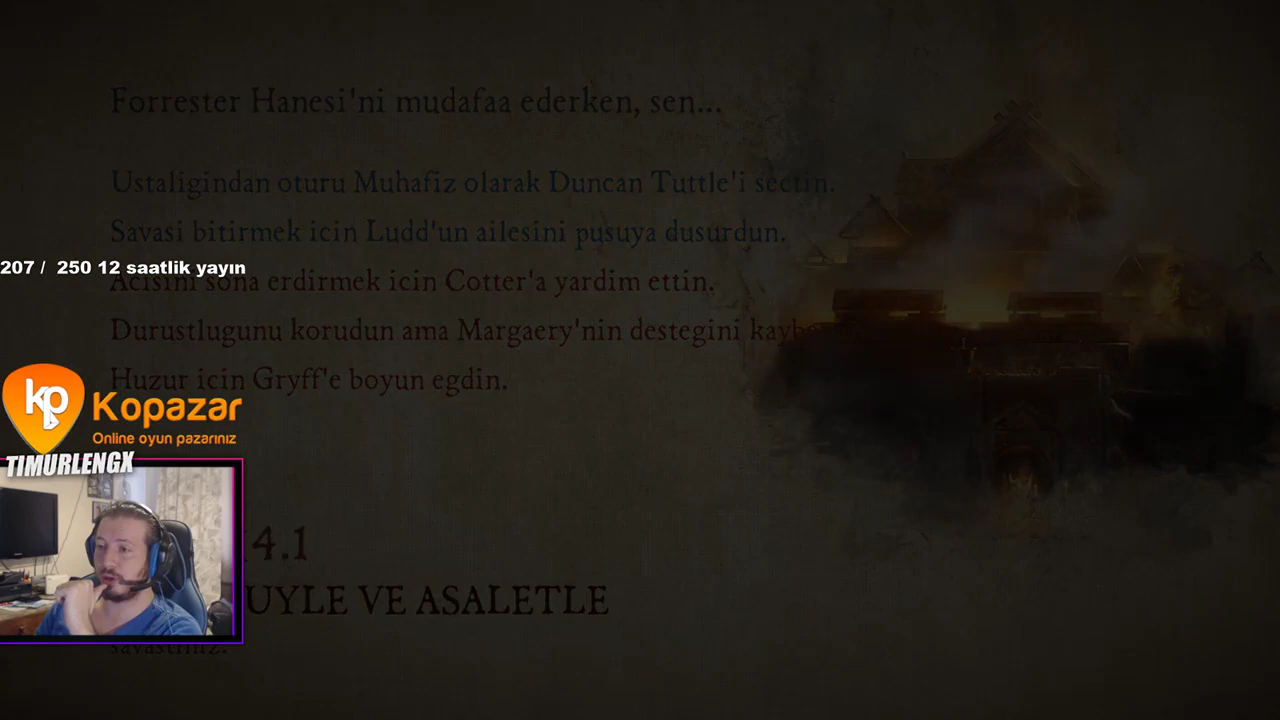 Forrester Hanesi'ni mudafaa ederken, sen...
Ustaligindan oturu Muhafiz olarak Duncan Tuttle'i sectin.
Savasi bitirmek icin Ludd'un ailesini pusuya dusurdun.
207 / 250 12 saatlik yayın
Acisini sona erdirmek icin Cotter'a yardim ettin.
Durustlugunu korudun ama Margaery'nin destegini
Huzur icin Gryff'e boyun egdin.
kp Kopazar
Online oyun pazarınız
TIMURLENGX
4.1
UYLE VE ASALETLE
savastiniz.